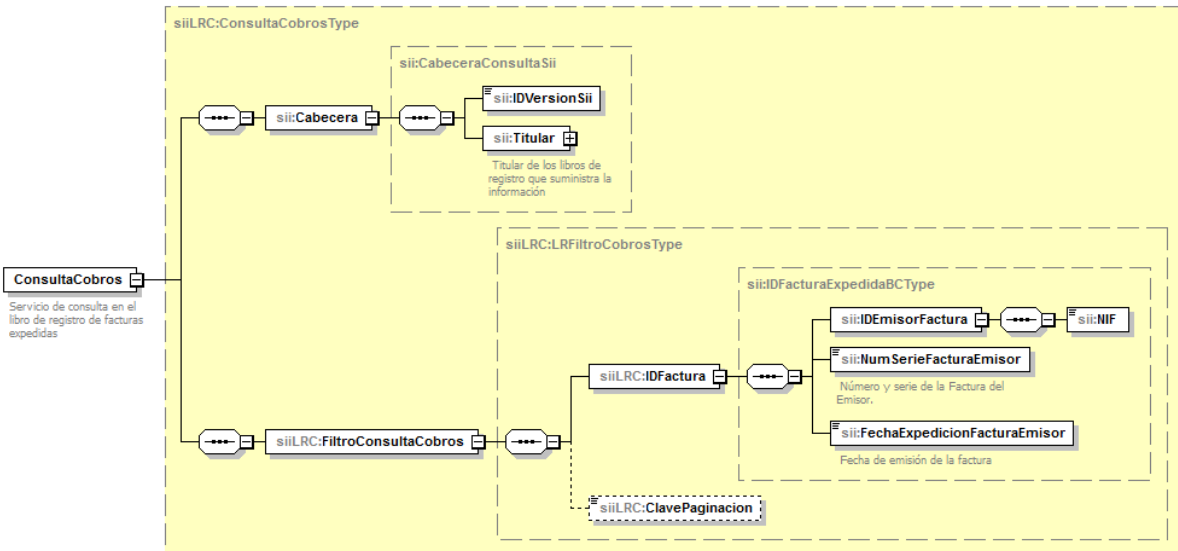 siiLRC:ConsultaCobrosType
sii:CabeceraConsultaSii
sii:IDVersionSii
sii:Cabecera
sii:Titular
Titular de los libros de
registro que suministra la
información
siiLRC:LRFiltroCobrosType
ConsultaCobros
Servicio de consulta en el
libro de registro de facturas
expedidas
sii:IDFacturaExpedidaBCType
sii:IDEmisorFactura
sii:NIF
sii:NumSerieFacturaEmisor
Número y serie de la Factura del
Emisor.
siiLRC:IDFactura
sii:FechaExpedicionFacturaEmisor
Fecha de emisión de la factura
siiLRC:FiltroConsultaCobros
siiLRC:ClavePaginacion